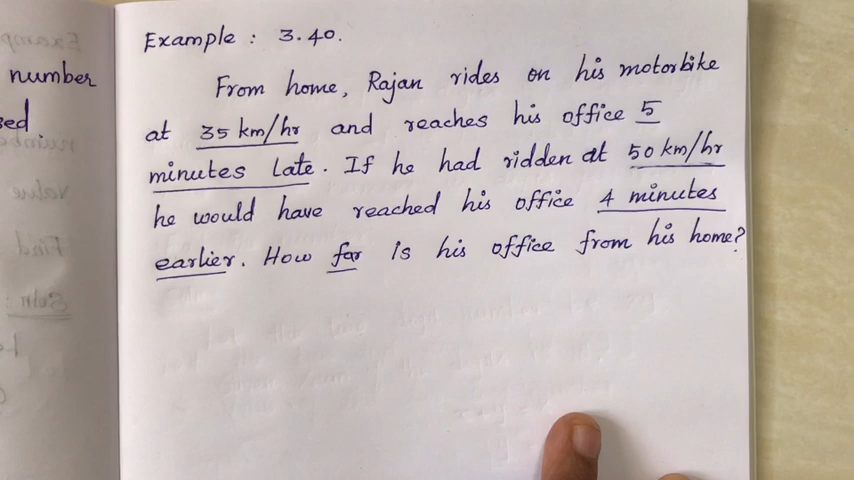 number
sed
Example : 3.40.
From home, Rajan rides on his motorbike
at 35 km/hr and reaches his office 5
minutes late. If he had ridden at 50 km/hr
he would have reached his office 4 minutes
earlier. How far is his office from his home?